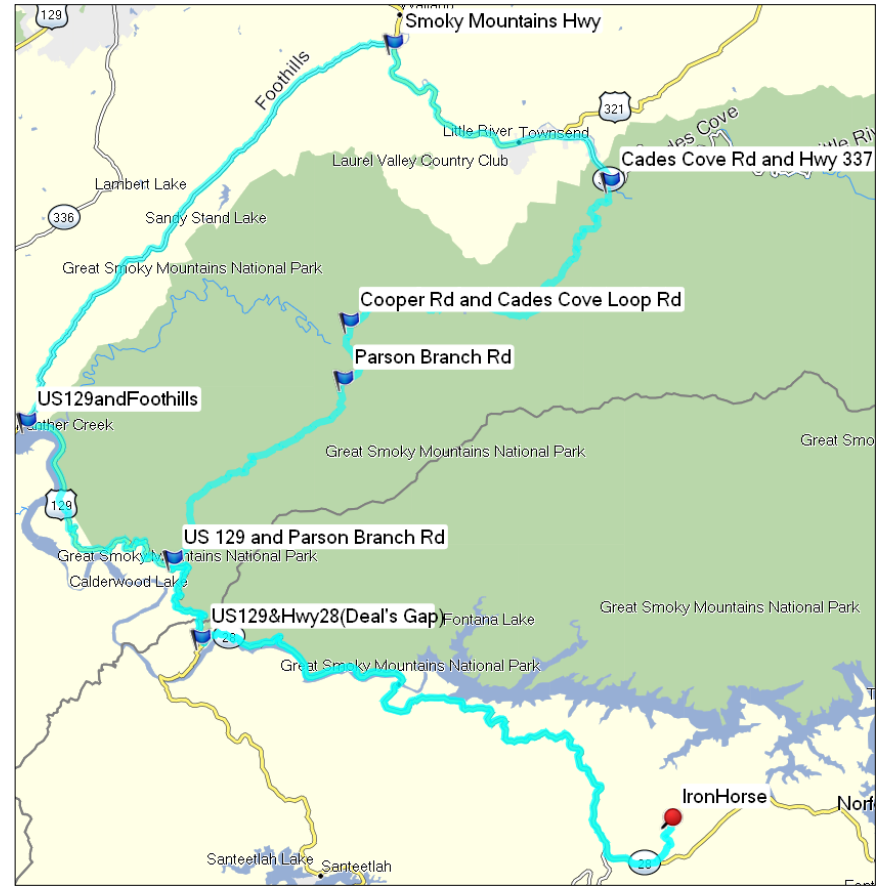 129
Smoky Mountains Hwy
Foothills
321
Little River
Townsend
Cades Cove
Laurel Valley Country Club
Cades Cove Rd and Hwy 337
Lambert Lake
336
Sandy Stand Lake
Great Smoky Mountains National Park
Cooper Rd and Cades Cove Loop Rd
Parson Branch Rd
US129andFoothills
Creek
Great Smo
Great Smoky Mountains National Park
129
US 129 and Parson Branch Rd
Great Smoky Mountains National Park
Calderwood Lake
US129&Hwy28(Deal's Gap)
Fontana Lake
Great Smoky Mountains National Park
28
Great Smoky Mountains National Park
IronHorse
Norf
28
Santeetlah Lake
Santeetlah